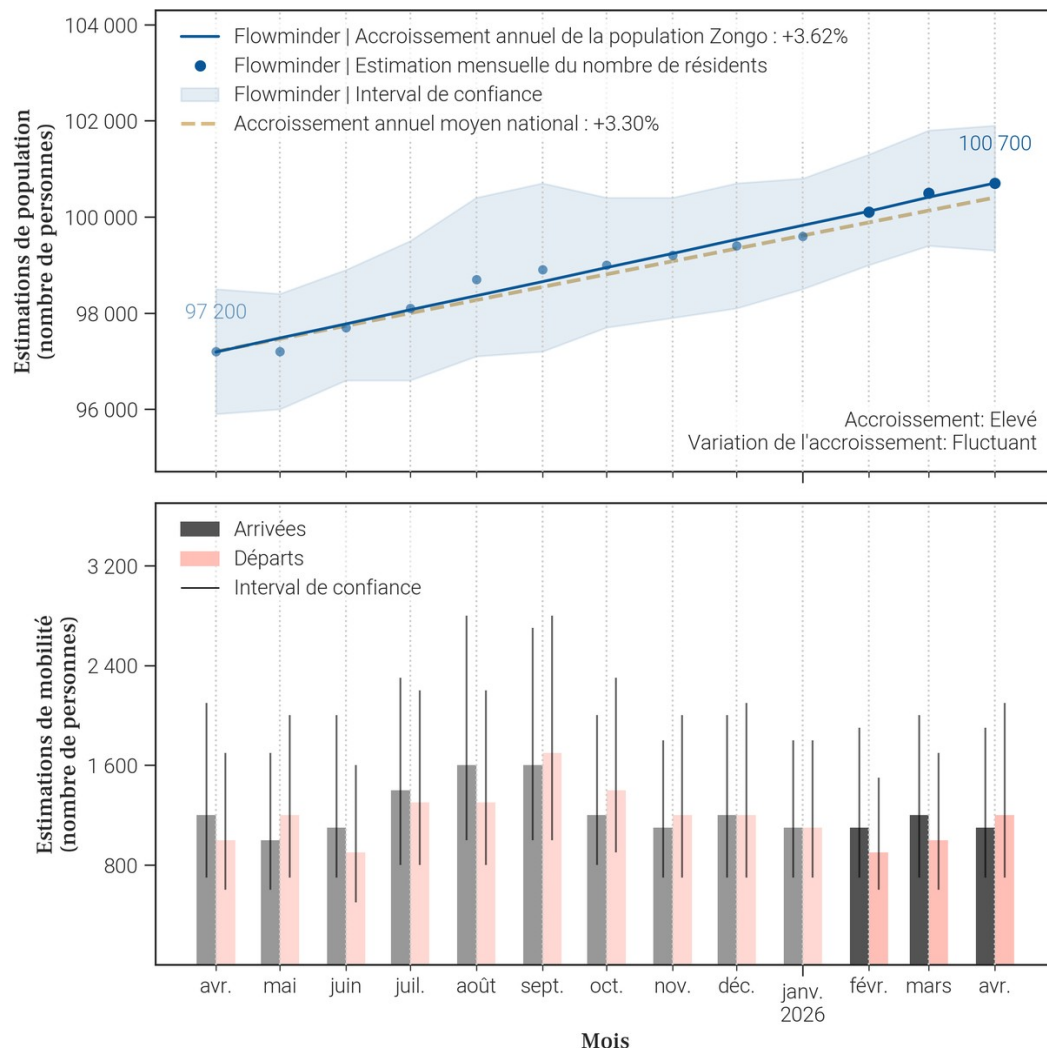 104 000
102 000
100 000
98 000
96 000
Estimations de population
(nombre de personnes)
Flowminder | Accroissement annuel de la population Zongo : +3.62%
Flowminder | Estimation mensuelle du nombre de résidents
Flowminder | Interval de confiance
Accroissement annuel moyen national : +3.30%
97 200
100 700
Accroissement: Elevé
Variation de l'accroissement: Fluctuant
Arrivées
Départs
Interval de confiance
3 200
2 400
1 600
800
Estimations de mobilité
(nombre de personnes)
avr. mai juin juil. août sept. oct. nov. déc. janv. févr. mars avr.
2026
Mois